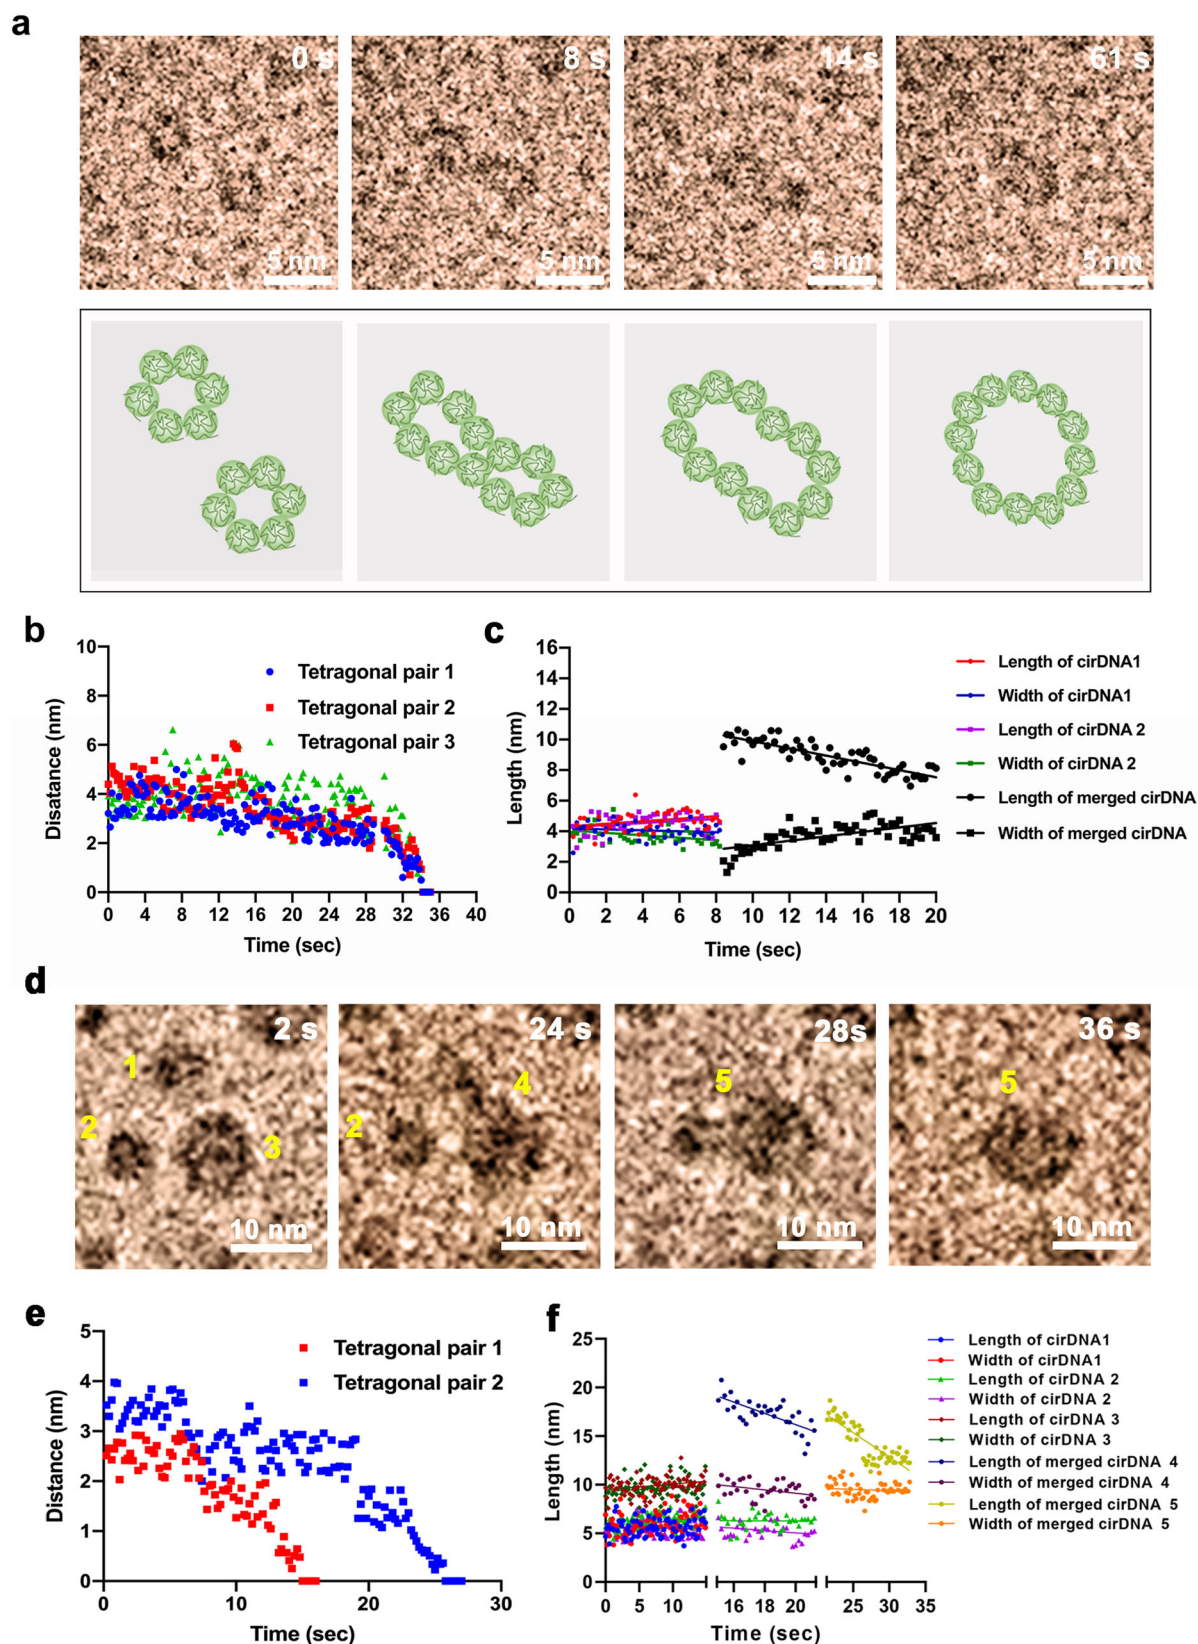 a
0 s
8 s
14 s
61 s
5 nm
5 nm
5 nm
5 nm
b
Disatance (nm)
10
8
6
4
2
0
0 4 8 12 16 20 24 28 32 36 40
Time (sec)
Tetragonal pair 1
Tetragonal pair 2
Tetragonal pair 3
c
Length (nm)
16
14
12
10
8
6
4
2
0
0 2 4 6 8 10 12 14 16 18 20
Time (sec)
Length of cirDNA1
Width of cirDNA1
Length of cirDNA 2
Width of cirDNA 2
Length of merged cirDNA
Width of merged cirDNA
d
2 s
1
2
3
10 nm
24 s
4
2
10 nm
28s
5
10 nm
36 s
5
10 nm
e
Distance (nm)
5
4
3
2
1
0
0 10 20 30
Time (sec)
Tetragonal pair 1
Tetragonal pair 2
f
Length (nm)
25
20
15
10
5
0
0 5 10 16 18 20 25 30 35
Time (sec)
Length of cirDNA1
Width of cirDNA1
Length of cirDNA 2
Width of cirDNA 2
Length of cirDNA 3
Width of cirDNA 3
Length of merged cirDNA 4
Width of merged cirDNA 4
Length of merged cirDNA 5
Width of merged cirDNA 5